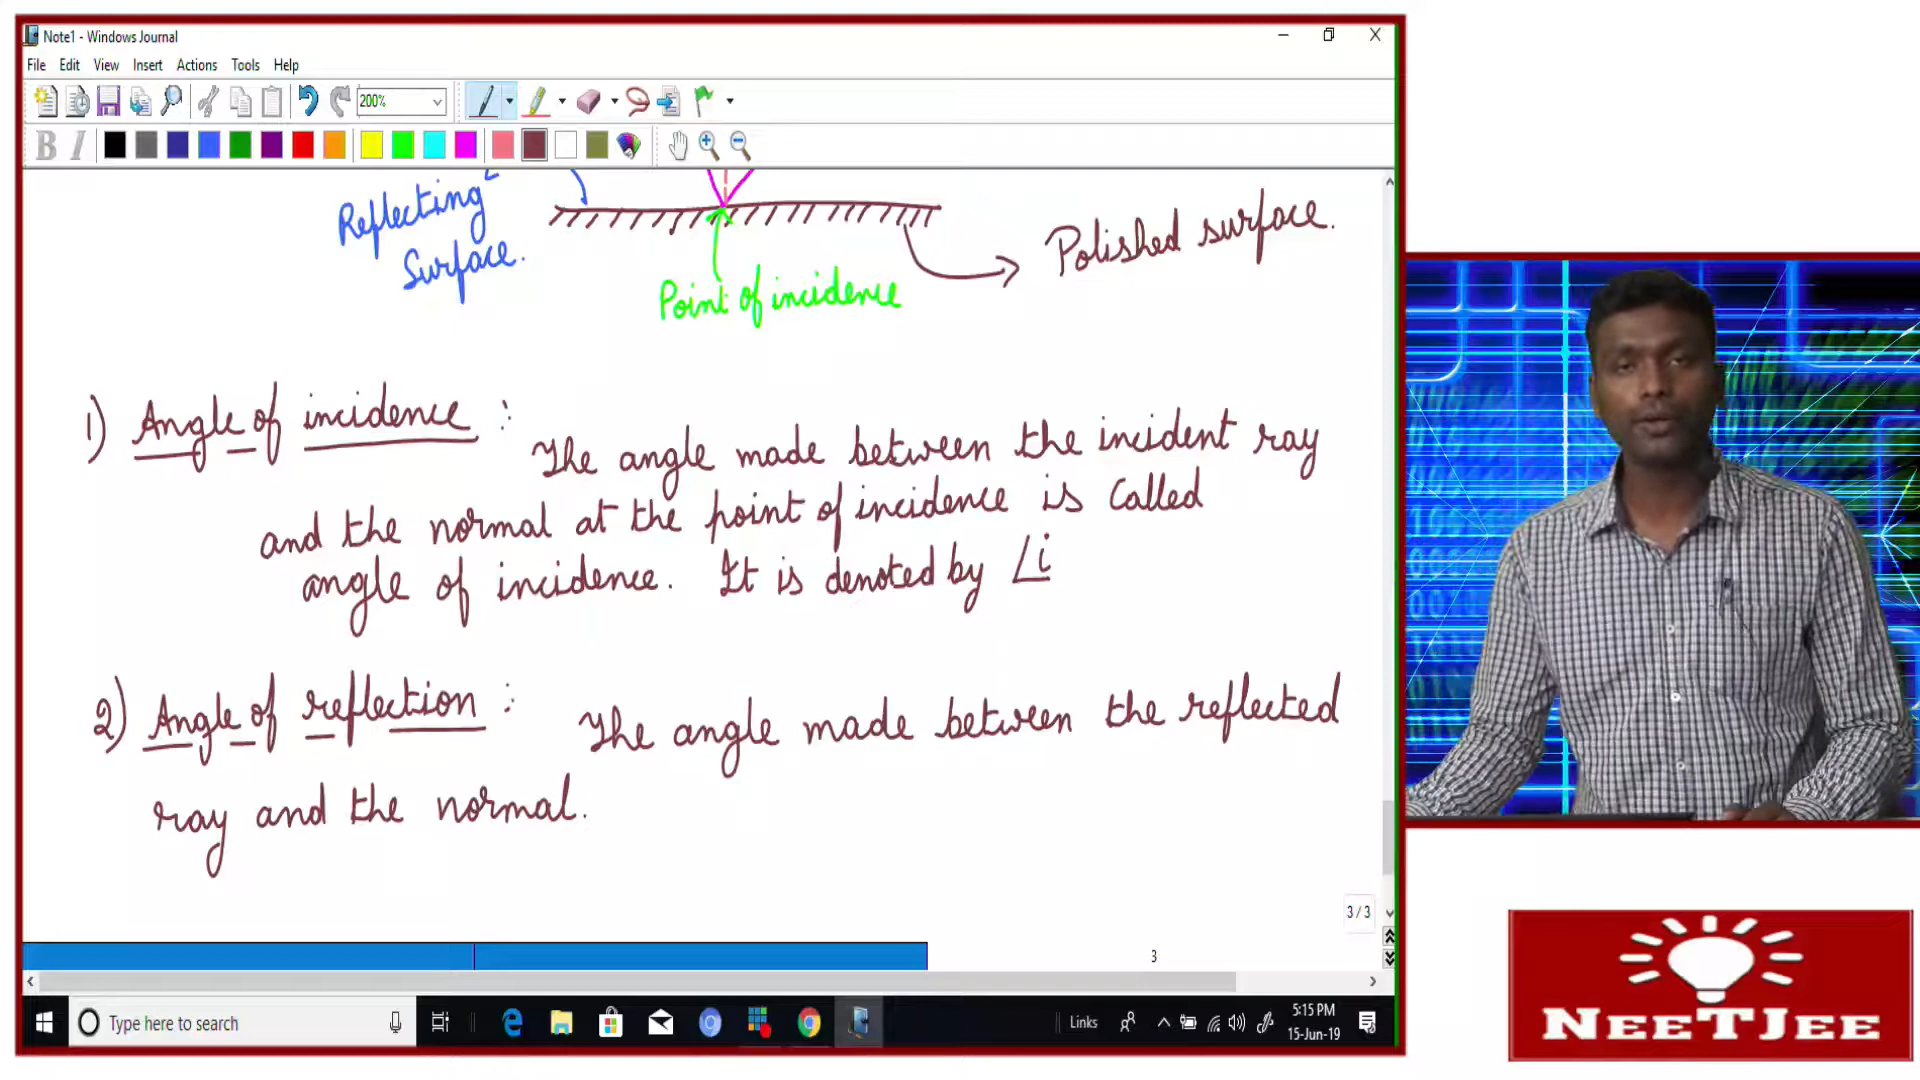 Note1 - Windows Journal
File Edit View Insert Actions Tools Help
200%
B I
Reflecting
Surface.
Polished surface.
Point of incidence
1) Angle of incidence : The angle made between the incident ray
and the normal at the point of incidence is called
angle of incidence. It is denoted by ∠i
2) Angle of reflection : The angle made between the reflected
ray and the normal.
3 / 3
3
Type here to search
Links
5:15 PM
15-Jun-19
NEETJEE